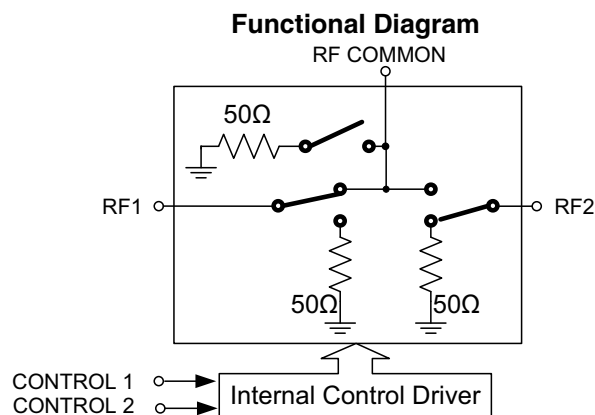 Functional Diagram
RF COMMON
50Ω
RF1
RF2
50Ω
50Ω
CONTROL 1
CONTROL 2
Internal Control Driver